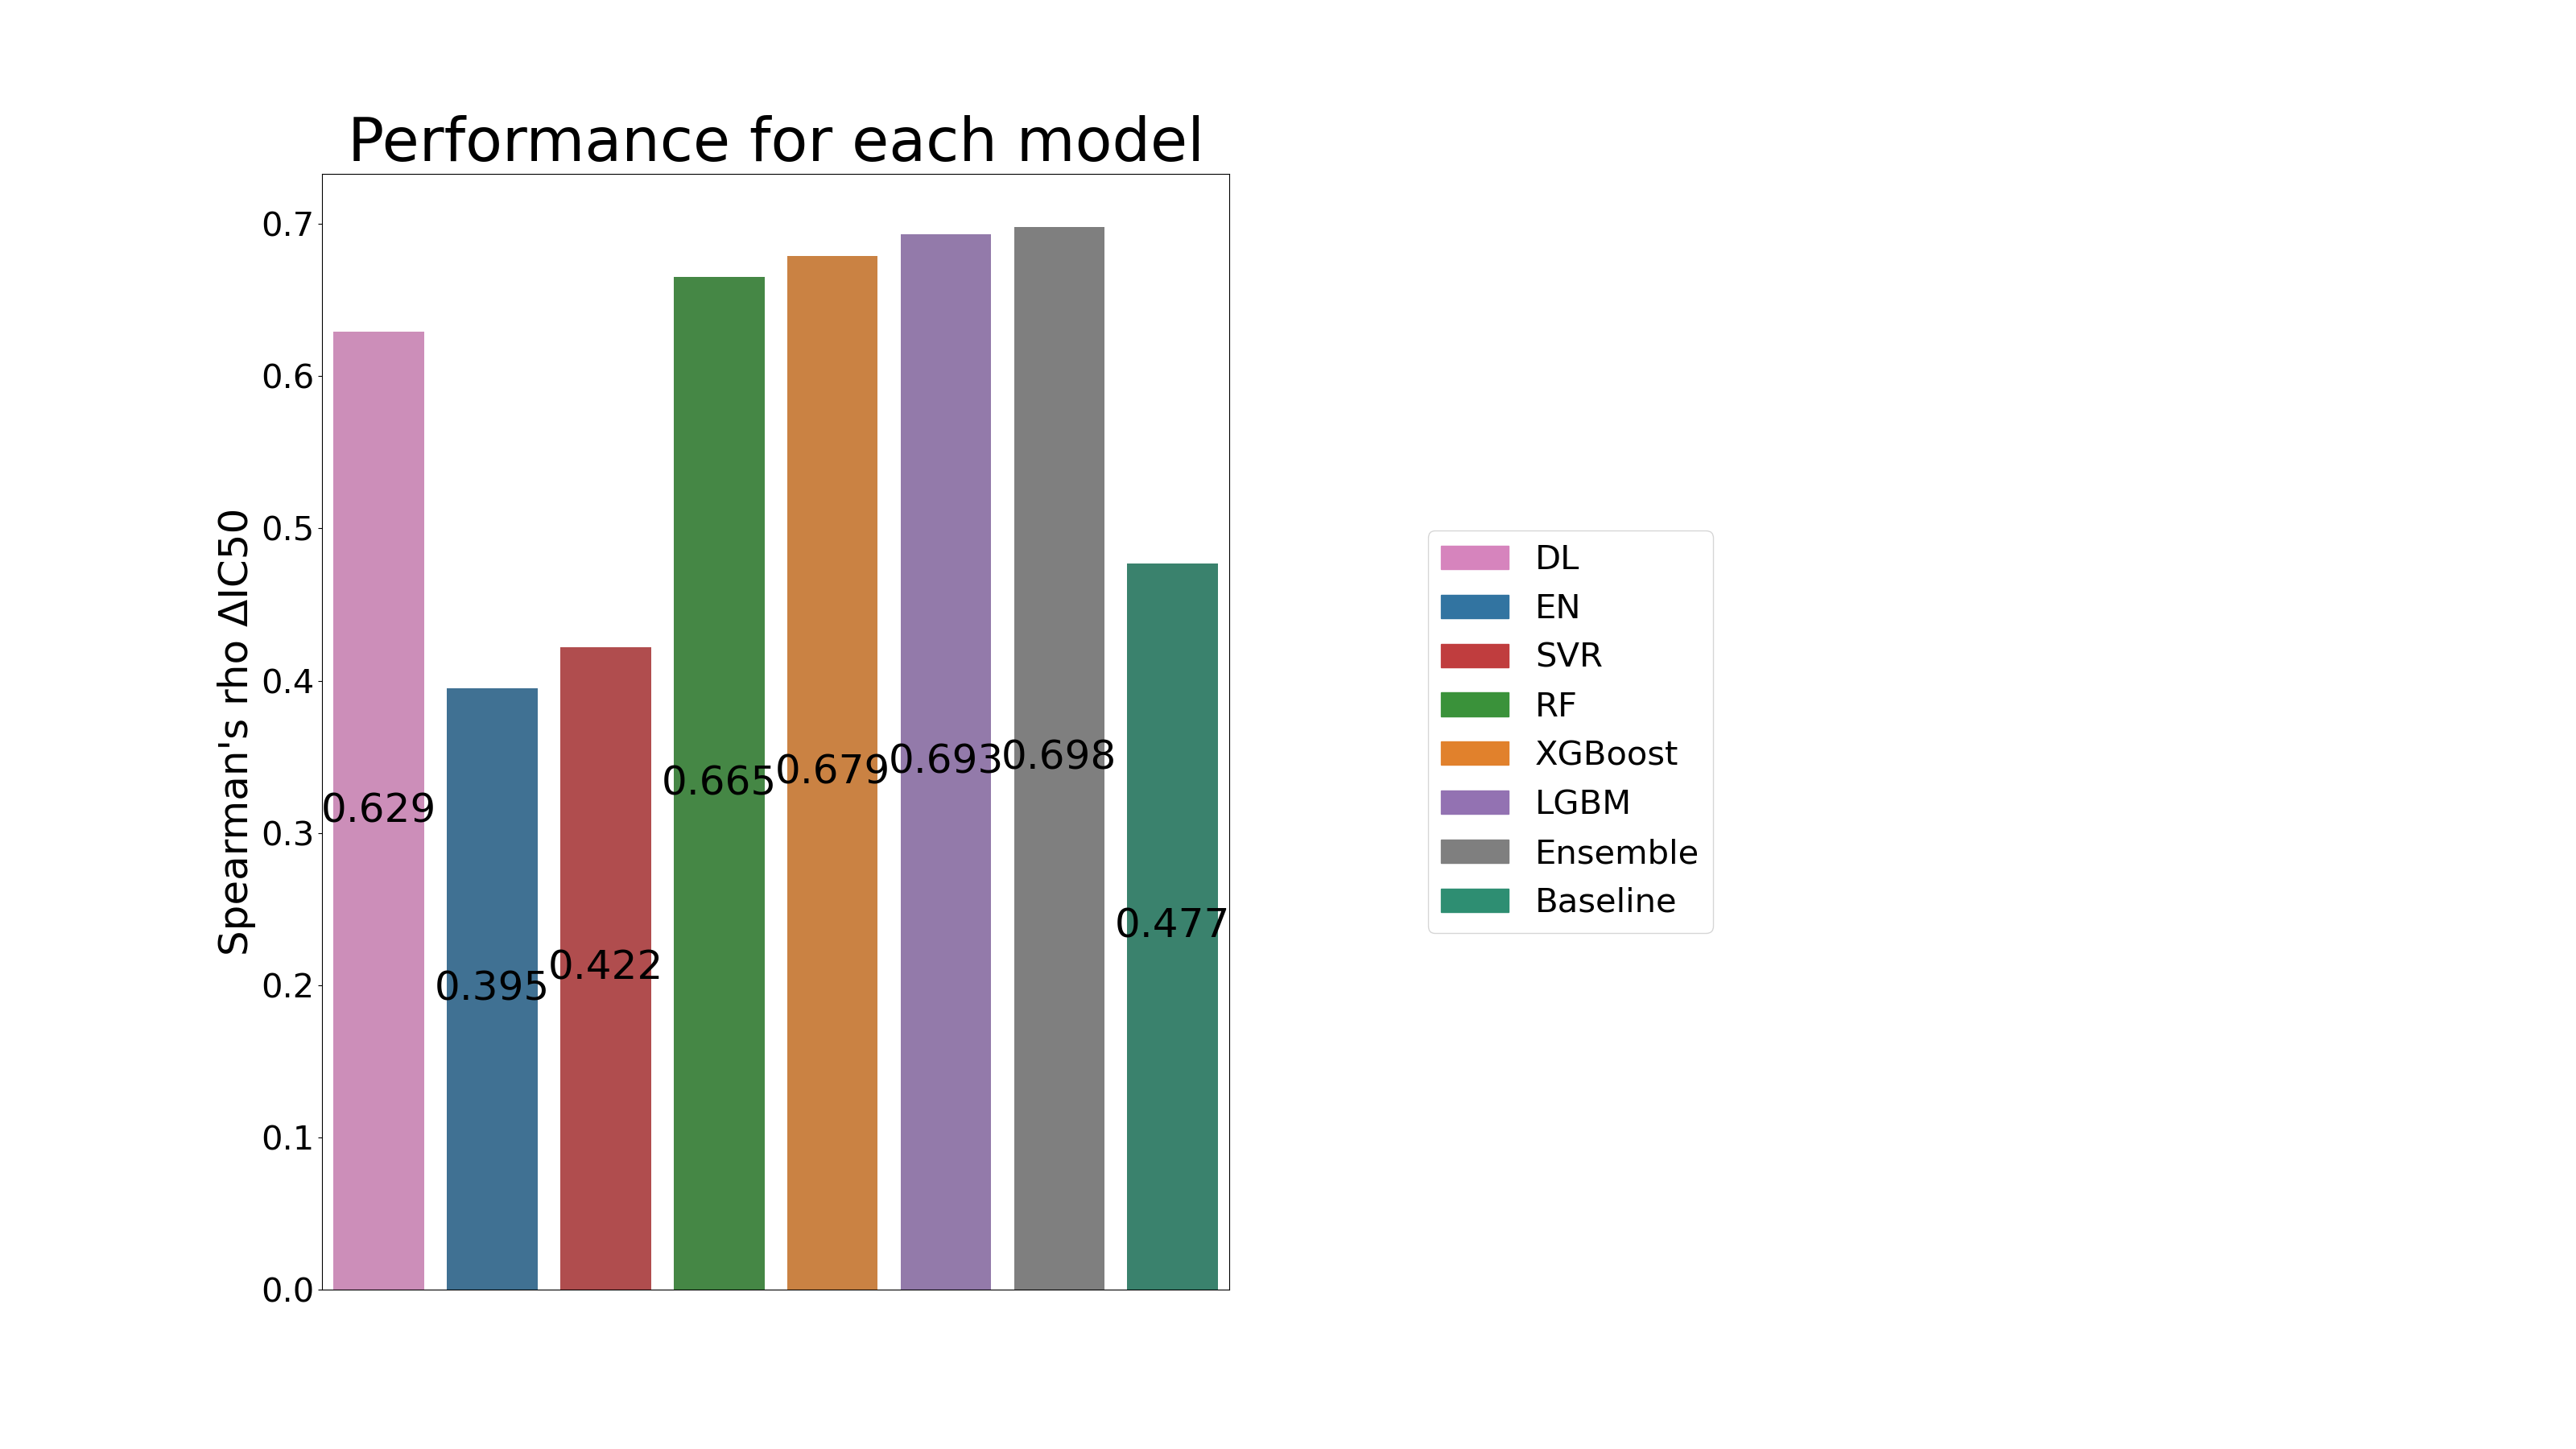 Performance for each model
Spearman's rho ΔIC50
0.7
0.6
0.5
0.4
0.3
0.2
0.1
0.0
0.629
0.395
0.422
0.665
0.679
0.693
0.698
0.477
DL
EN
SVR
RF
XGBoost
LGBM
Ensemble
Baseline